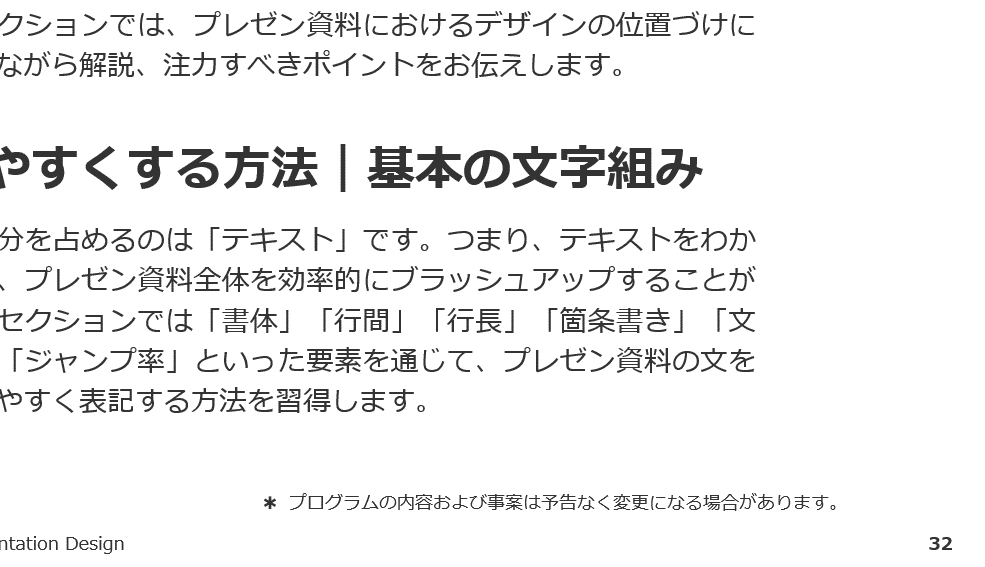 クションでは、プレゼン資料におけるデザインの位置づけに
ながら解説、注力すべきポイントをお伝えします。
やすくする方法｜基本の文字組み
分を占めるのは「テキスト」です。つまり、テキストをわか
、プレゼン資料全体を効率的にブラッシュアップすることが
セクションでは「書体」「行間」「行長」「箇条書き」「文
「ジャンプ率」といった要素を通じて、プレゼン資料の文を
やすく表記する方法を習得します。
＊ プログラムの内容および事案は予告なく変更になる場合があります。
ntation Design
32